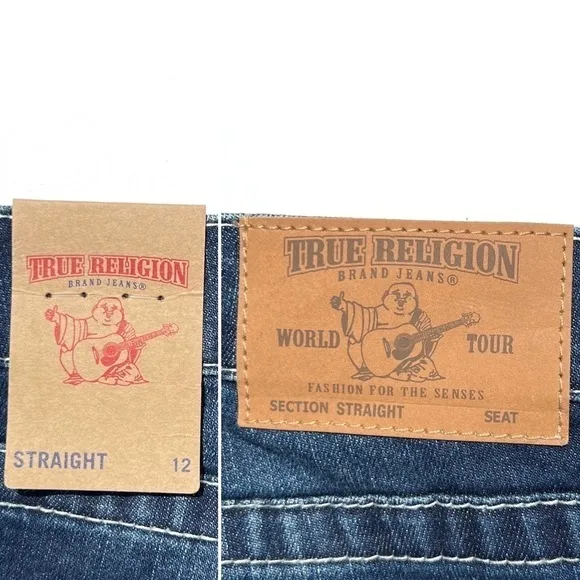 TRUE RELIGION
BRAND JEANS®
STRAIGHT 12
TRUE RELIGION
BRAND JEANS®
WORLD TOUR
FASHION FOR THE SENSES
SECTION STRAIGHT SEAT